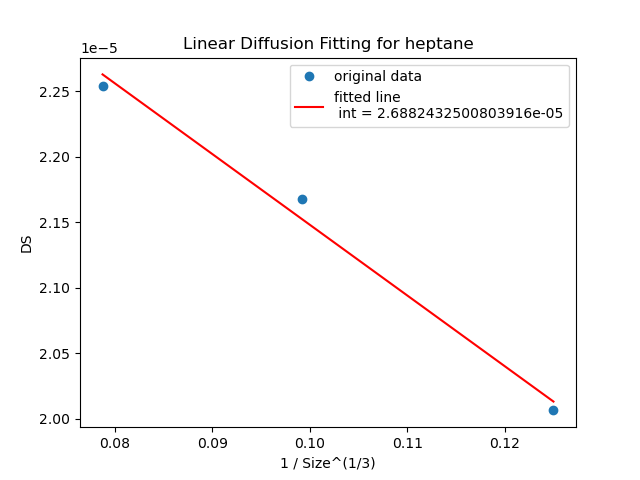 Linear Diffusion Fitting for heptane
1e−5
original data
fitted line
int = 2.6882432500803916e-05
2.25
2.20
2.15
2.10
2.05
2.00
DS
0.08 0.09 0.10 0.11 0.12
1 / Size^(1/3)